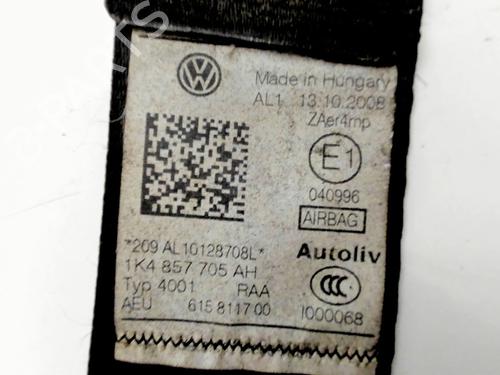 Made in Hungary
AL1 13.10.2008
ZAer4mp
E1
040996
AIRBAG
*209 AL10128708L*
Autoliv
1K4 857 705 AH
Typ 4001 RAA
AEU 615 8117 00
CCC
I000068